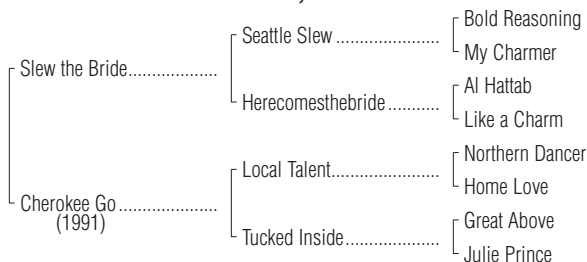 Bold Reasoning
Seattle Slew
My Charmer
Slew the Bride
Al Hattab
Herecomesthebride
Like a Charm
Northern Dancer
Local Talent
Home Love
Cherokee Go
(1991)
Great Above
Tucked Inside
Julie Prince